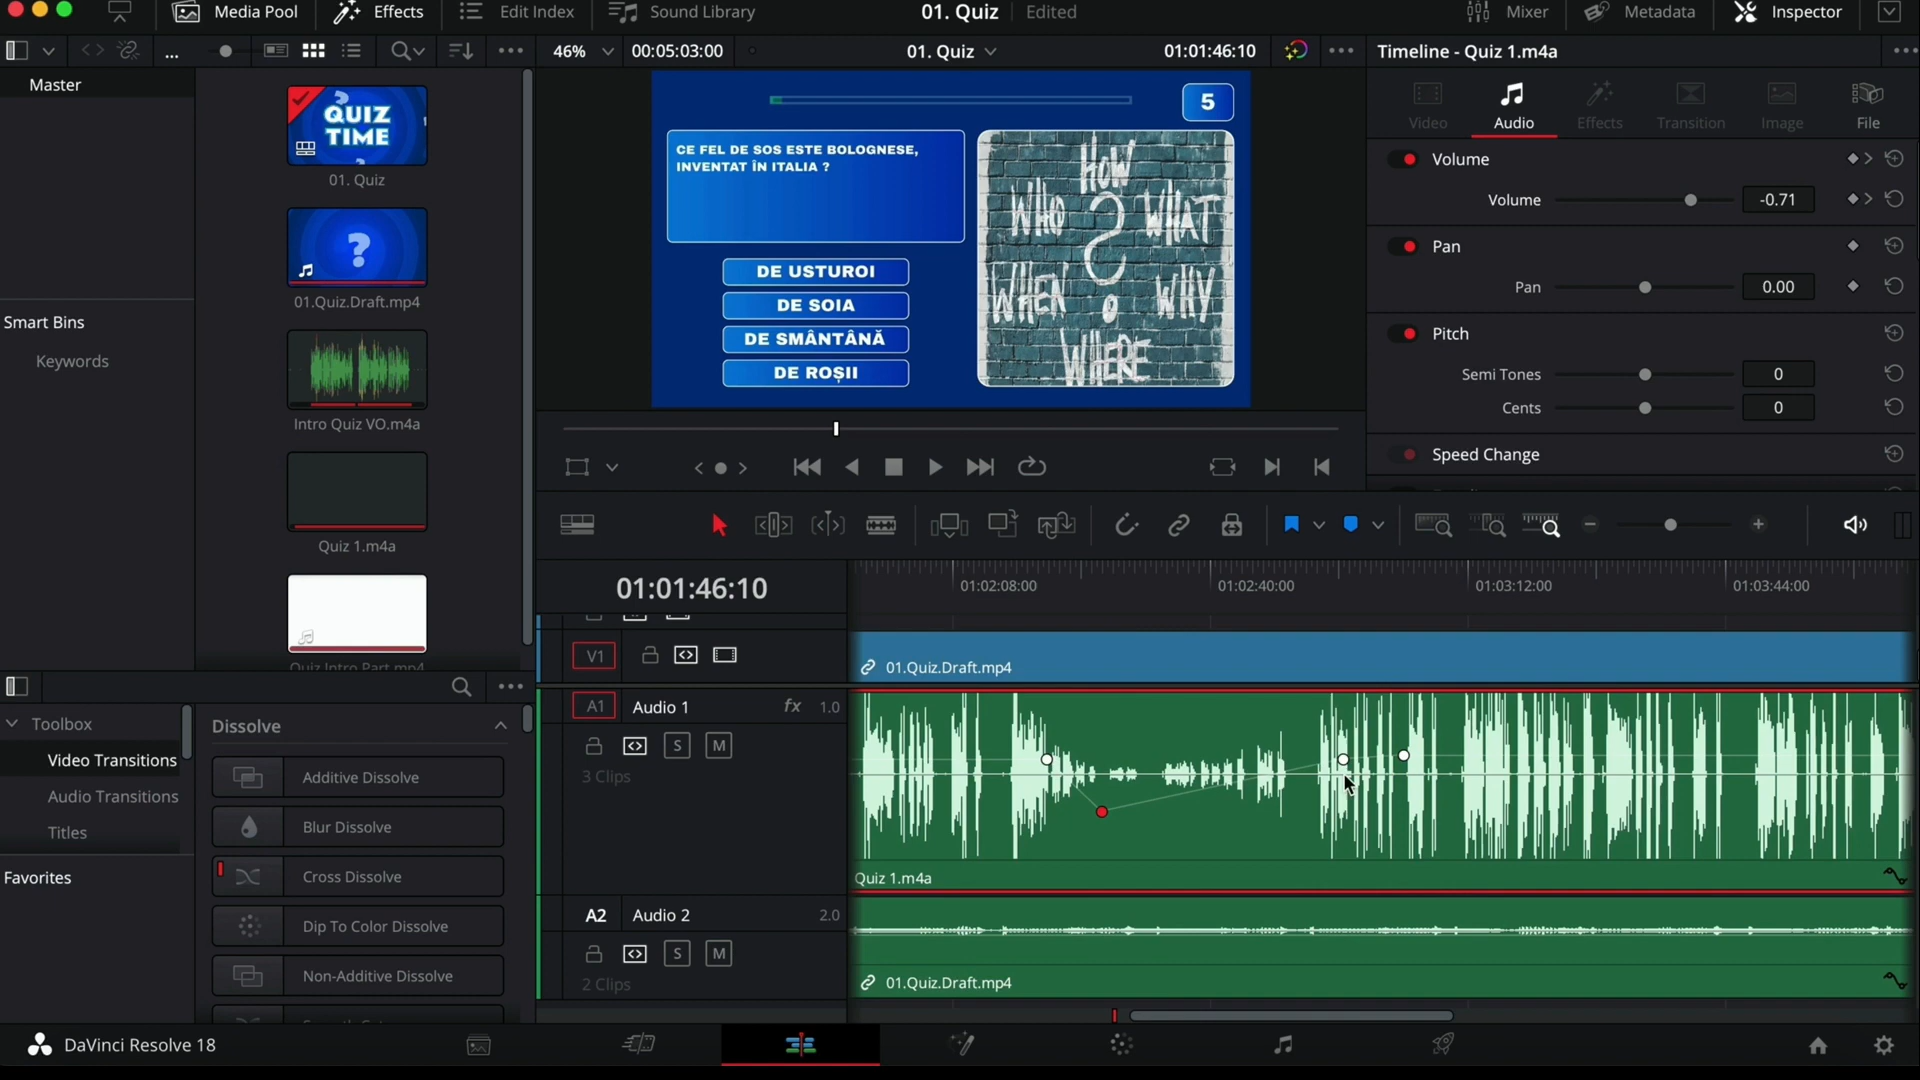 Media Pool
Effects
Edit Index
Sound Library
01. Quiz
Edited
Mixer
Metadata
Inspector
...
46%
00:05:03:00
01. Quiz
01:01:46:10
Timeline - Quiz 1.m4a
Master
Smart Bins
Keywords
QUIZ
TIME
01. Quiz
?
01.Quiz.Draft.mp4
Intro Quiz VO.m4a
Quiz 1.m4a
Quiz Intro Part.mp4
5
CE FEL DE SOS ESTE BOLOGNESE,
INVENTAT ÎN ITALIA ?
DE USTUROI
DE SOIA
DE SMÂNTÂNĂ
DE ROȘII
HOW
WHO
?
WHAT
WHEN
WHY
WHERE
Video
Audio
Effects
Transition
Image
File
Volume
Volume
-0.71
Pan
Pan
0.00
Pitch
Semi Tones
0
Cents
0
Speed Change
01:01:46:10
01:02:08:00
01:02:40:00
01:03:12:00
01:03:44:00
V1
01.Quiz.Draft.mp4
A1
Audio 1
fx
1.0
S
M
3 Clips
Quiz 1.m4a
A2
Audio 2
2.0
S
M
2 Clips
01.Quiz.Draft.mp4
Toolbox
Video Transitions
Audio Transitions
Titles
Favorites
Dissolve
Additive Dissolve
Blur Dissolve
Cross Dissolve
Dip To Color Dissolve
Non-Additive Dissolve
DaVinci Resolve 18